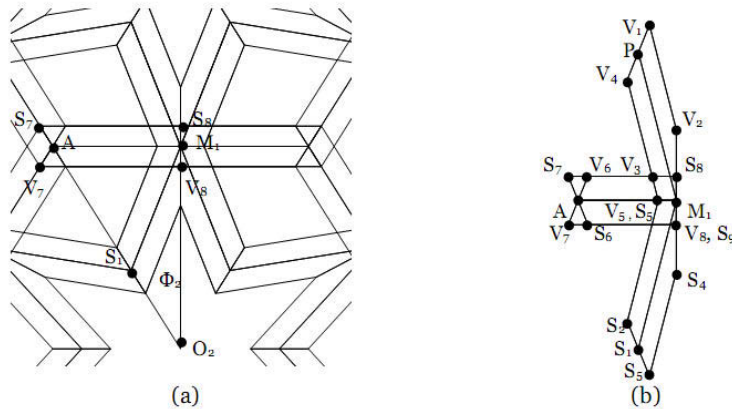 V₁
P
V₄
V₂
S₇ S₈
A M₁
V₇ V₈
S₇ V₆ V₃ S₈
A V₅, S₅ M₁
V₇ S₆ V₈, S₉
S₁ Φ₂
S₄
O₂
S₂
S₁
S₅
(a) (b)